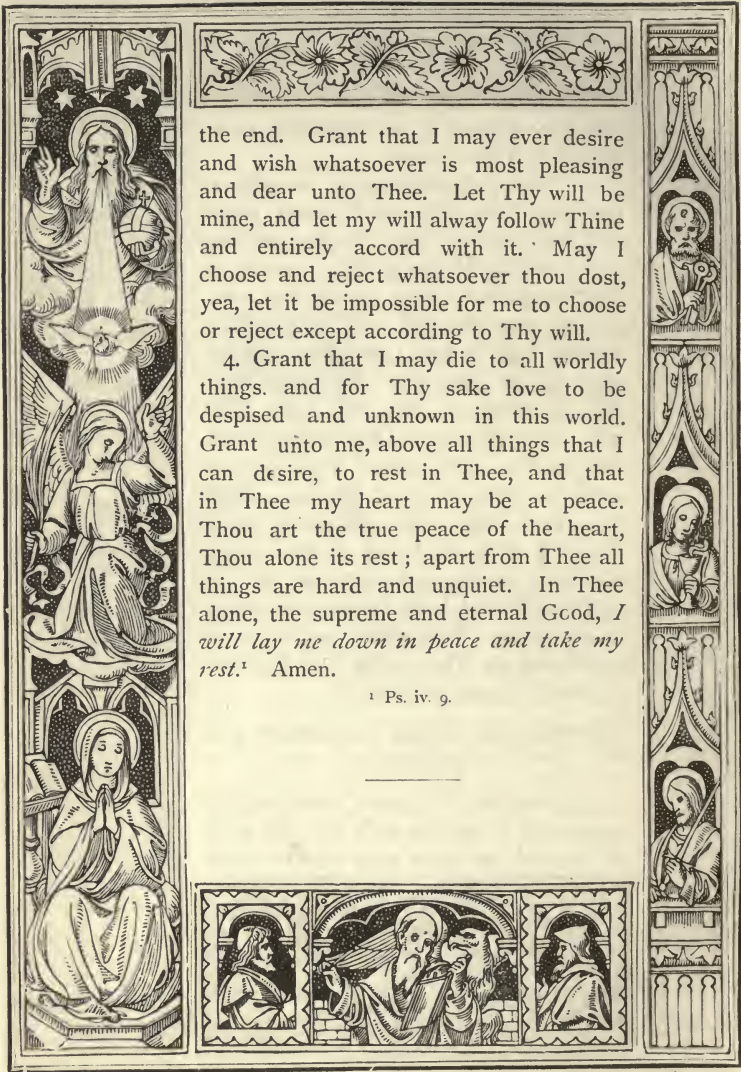 the end. Grant that I may ever desire
and wish whatsoever is most pleasing
and dear unto Thee. Let Thy will be
mine, and let my will alway follow Thine
and entirely accord with it. May I
choose and reject whatsoever thou dost,
yea, let it be impossible for me to choose
or reject except according to Thy will.
4. Grant that I may die to all worldly
things. and for Thy sake love to be
despised and unknown in this world.
Grant unto me, above all things that I
can desire, to rest in Thee, and that
in Thee my heart may be at peace.
Thou art the true peace of the heart,
Thou alone its rest ; apart from Thee all
things are hard and unquiet. In Thee
alone, the supreme and eternal Good, I
will lay me down in peace and take my
rest.¹ Amen.
¹ Ps. iv. 9.